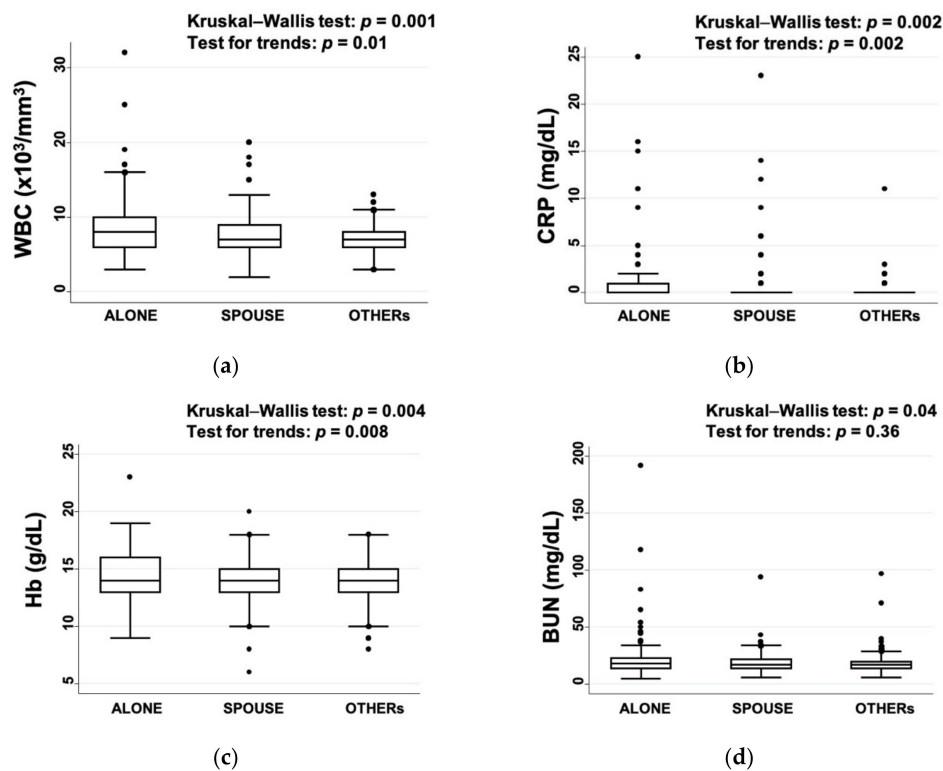 Kruskal–Wallis test: p = 0.001
Test for trends: p = 0.01
WBC (x10³/mm³)
30
20
10
0
ALONE SPOUSE OTHERs
(a)
Kruskal–Wallis test: p = 0.002
Test for trends: p = 0.002
CRP (mg/dL)
25
20
15
10
5
0
ALONE SPOUSE OTHERs
(b)
Kruskal–Wallis test: p = 0.004
Test for trends: p = 0.008
Hb (g/dL)
25
20
15
10
5
ALONE SPOUSE OTHERs
(c)
Kruskal–Wallis test: p = 0.04
Test for trends: p = 0.36
BUN (mg/dL)
200
150
100
50
0
ALONE SPOUSE OTHERs
(d)